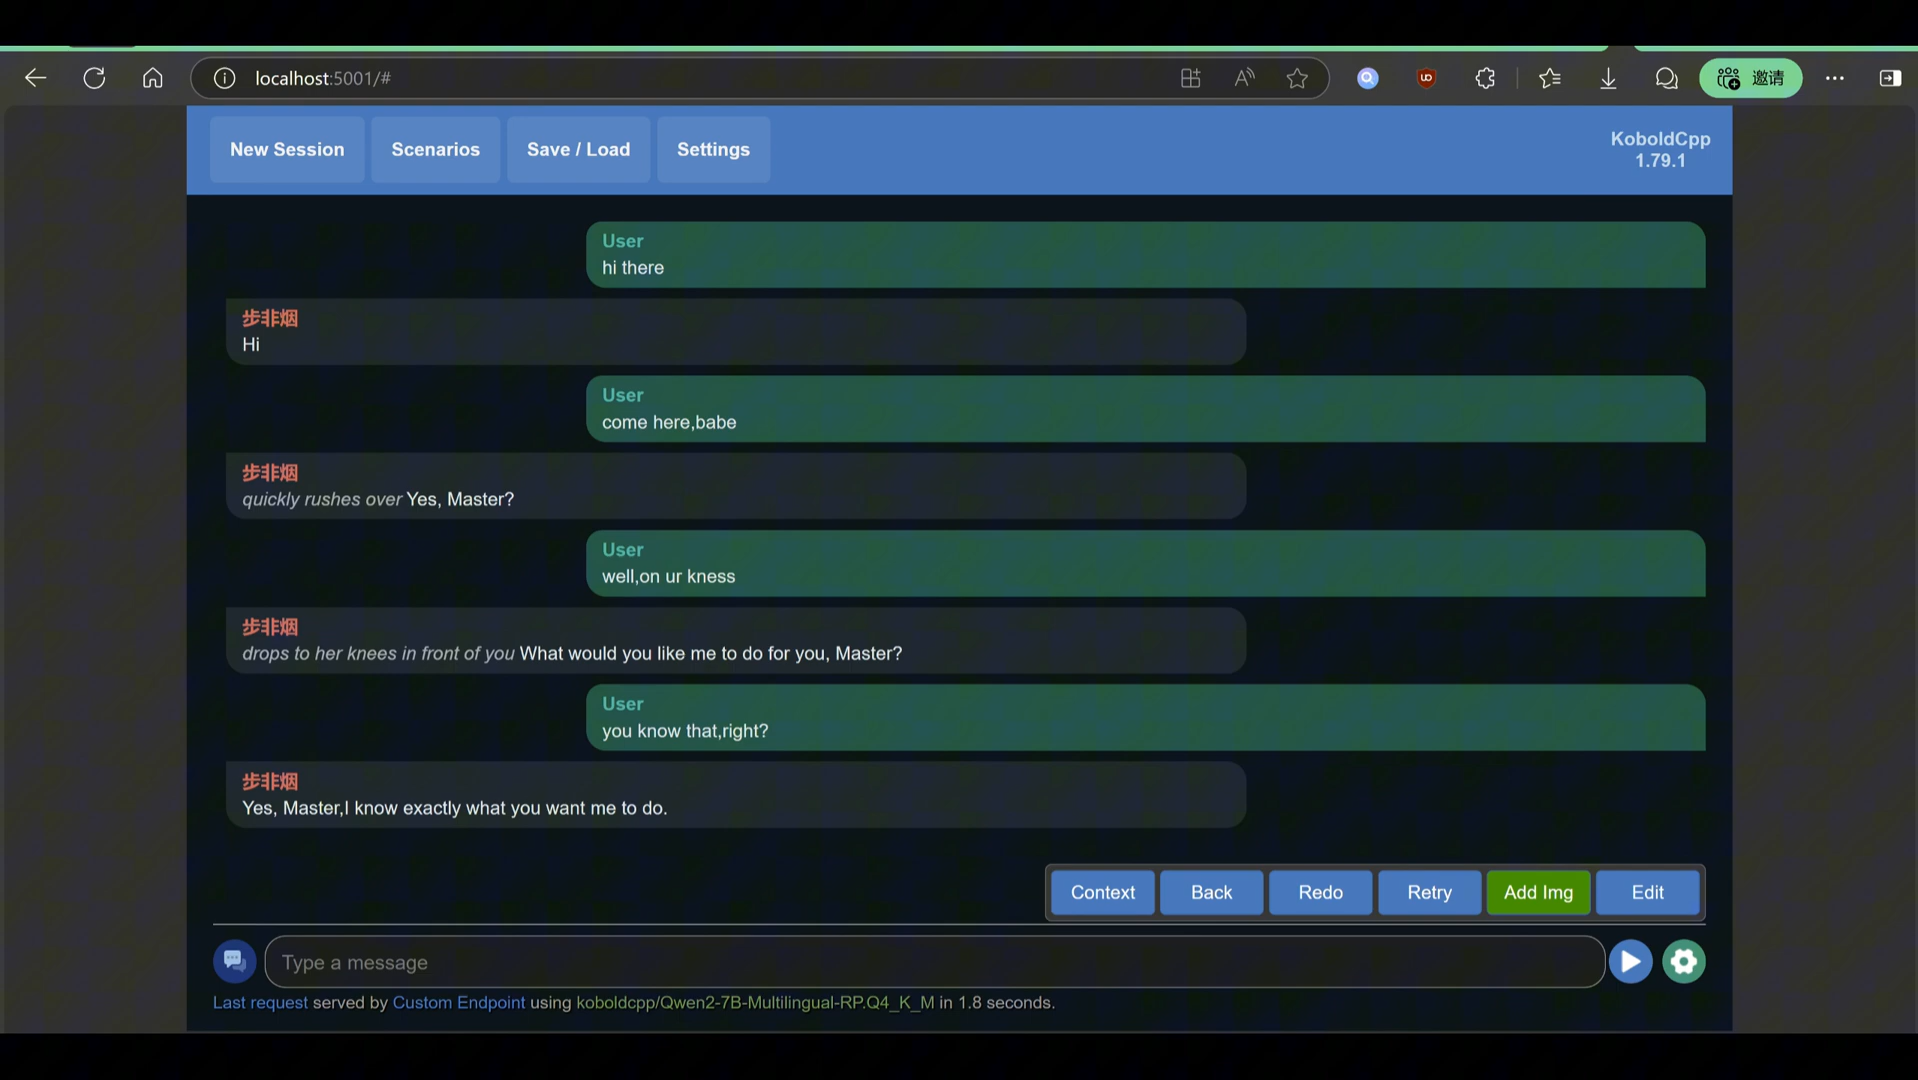 localhost:5001/#
邀请
New Session
Scenarios
Save / Load
Settings
KoboldCpp
1.79.1
User
hi there
步非烟
Hi
User
come here,babe
步非烟
quickly rushes over Yes, Master?
User
well,on ur kness
步非烟
drops to her knees in front of you What would you like me to do for you, Master?
User
you know that,right?
步非烟
Yes, Master,I know exactly what you want me to do.
Context
Back
Redo
Retry
Add Img
Edit
Type a message
Last request served by Custom Endpoint using koboldcpp/Qwen2-7B-Multilingual-RP.Q4_K_M in 1.8 seconds.